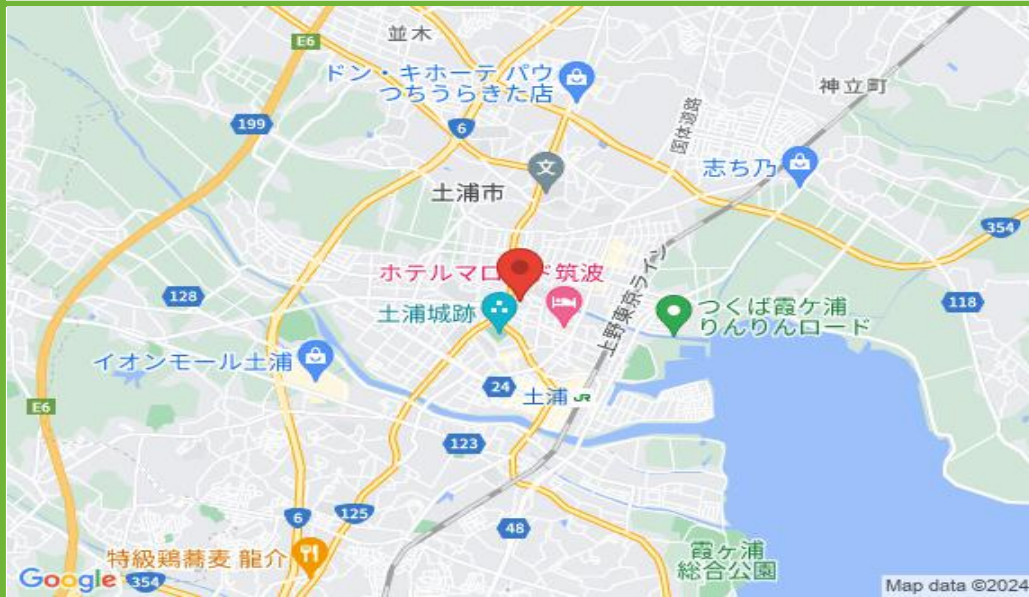 並木
E6
ドン・キホーテ パウ
つちうらきた店
神立町
199
6
国体道路
志ち乃
土浦市
354
ホテルマロ
ド筑波
128
土浦城跡
上野東京ライン
つくば霞ケ浦
りんりんロード
118
イオンモール土浦
24
土浦 JR
E6
123
6
125
48
特級鶏蕎麦 龍介
霞ケ浦
総合公園
Google
354
Map data ©2024